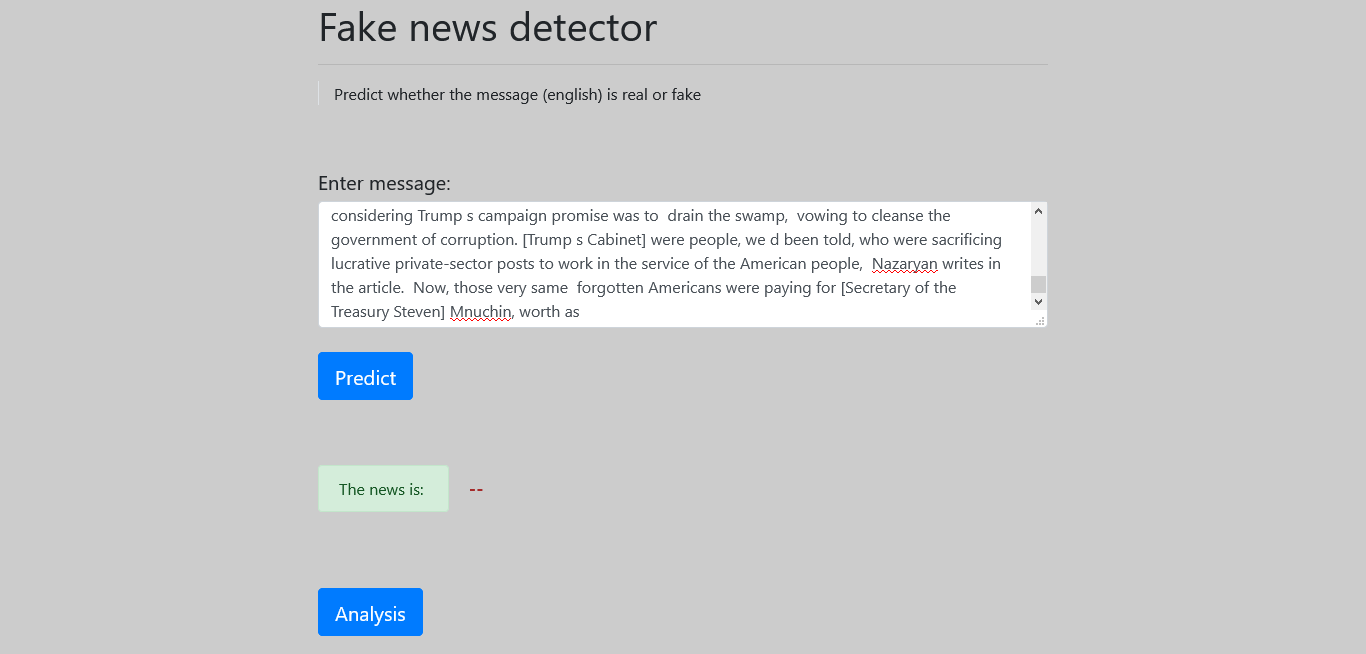 Fake news detector
Predict whether the message (english) is real or fake
Enter message:
considering Trump s campaign promise was to  drain the swamp,  vowing to cleanse the
government of corruption. [Trump s Cabinet] were people, we d been told, who were sacrificing
lucrative private-sector posts to work in the service of the American people,  Nazaryan writes in
the article.  Now, those very same  forgotten Americans were paying for [Secretary of the
Treasury Steven] Mnuchin, worth as
Predict
The news is: --
Analysis